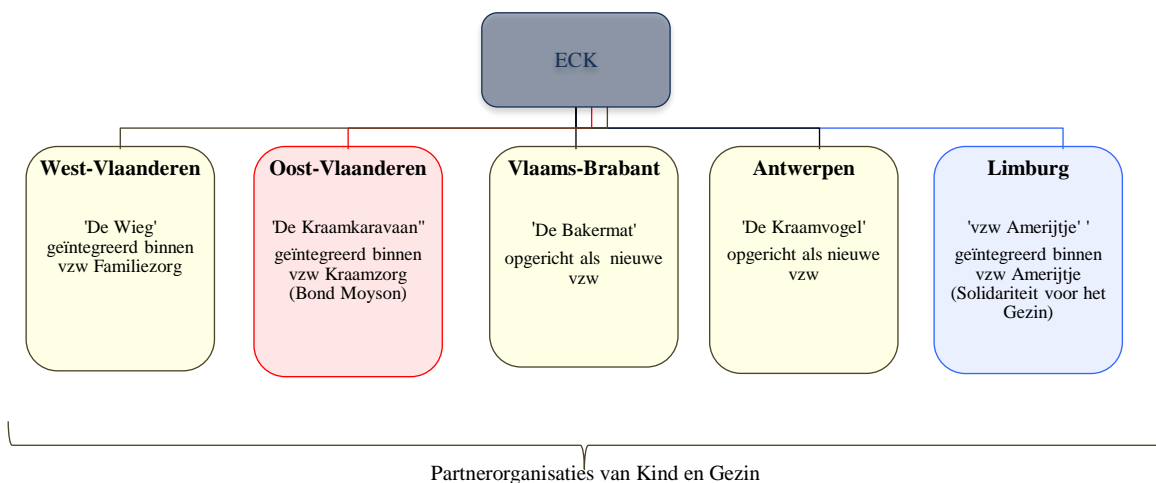 ECK
West-Vlaanderen
'De Wieg'
geïntegreerd binnen
vzw Familiezorg
Oost-Vlaanderen
'De Kraamkaravaan''
geïntegreerd binnen
vzw Kraamzorg
(Bond Moyson)
Vlaams-Brabant
'De Bakermat'
opgericht als nieuwe
vzw
Antwerpen
'De Kraamvogel'
opgericht als nieuwe
vzw
Limburg
'vzw Amerijtje' '
geïntegreerd binnen
vzw Amerijtje
(Solidariteit voor het
Gezin)
Partnerorganisaties van Kind en Gezin